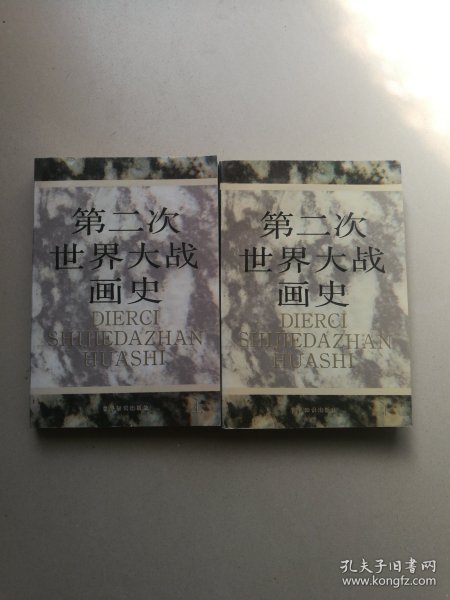 第二次
世界大战
画史
DIERCI
SHIJIEDAZHAN
HUASHI
第二次
世界大战
画史
DIERCI
SHIJIEDAZHAN
HUASHI
孔夫子旧书网
www.kongfz.com